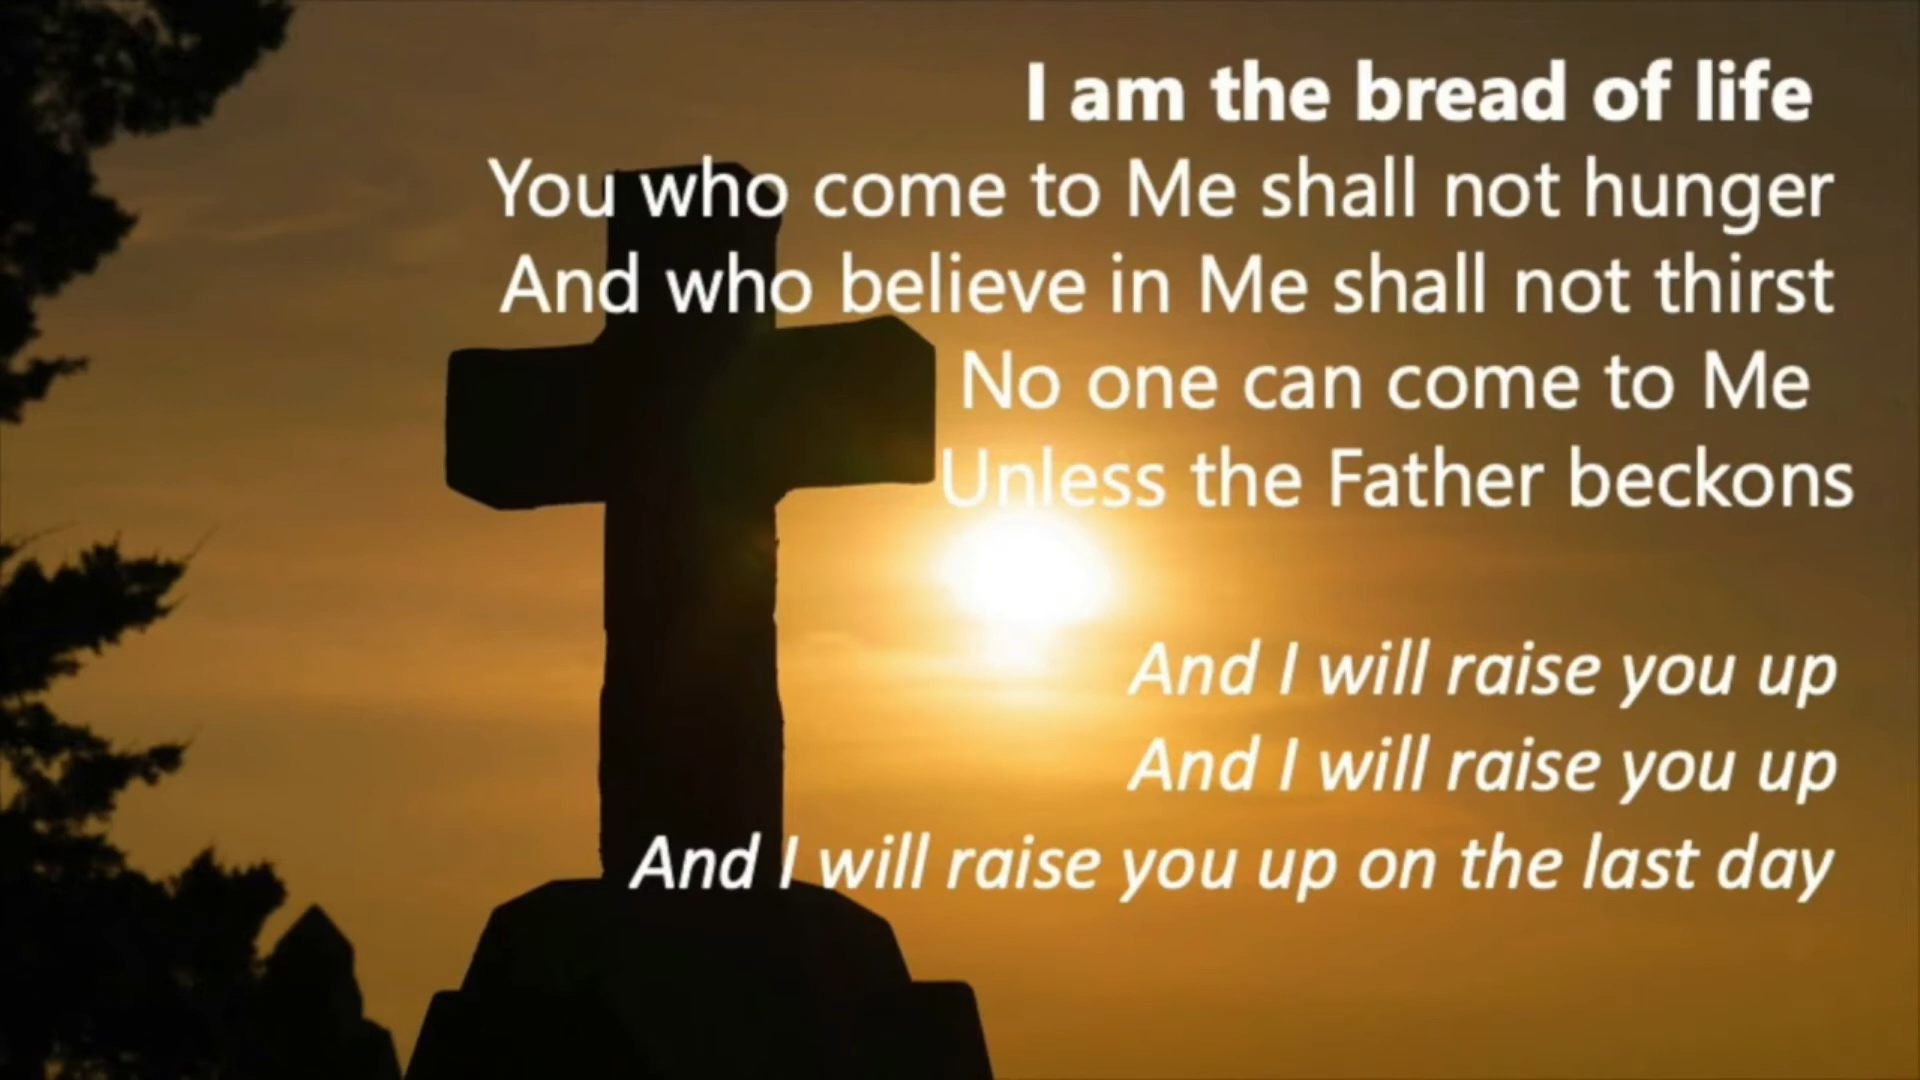 I am the bread of life
You who come to Me shall not hunger
And who believe in Me shall not thirst
No one can come to Me
Unless the Father beckons
And I will raise you up
And I will raise you up
And I will raise you up on the last day